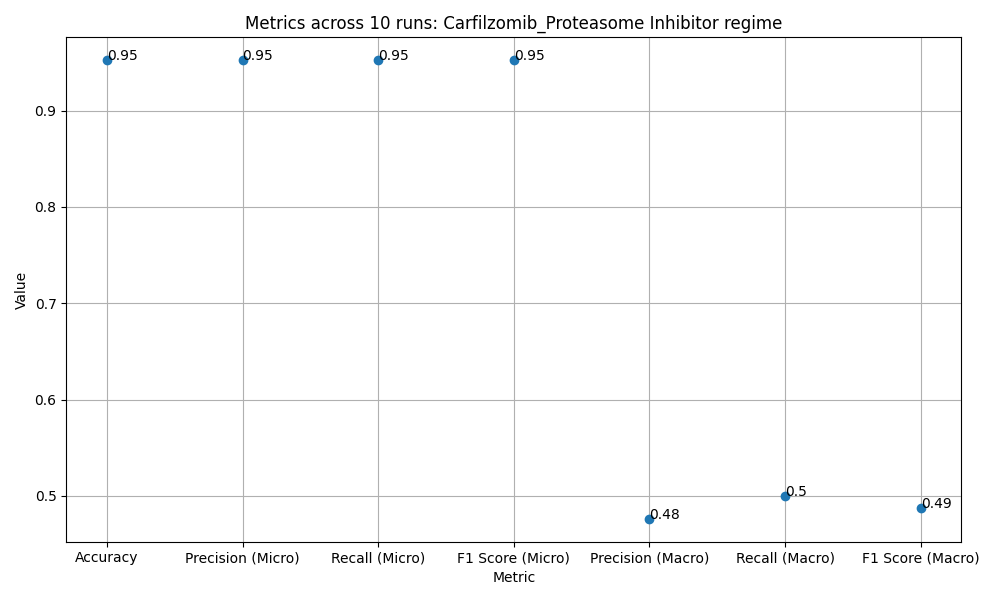 Metrics across 10 runs: Carfilzomib_Proteasome Inhibitor regime
0.95 0.95 0.95 0.95
0.9
0.8
0.7
0.6
0.5
0.48 0.5 0.49
Value
Accuracy Precision (Micro) Recall (Micro) F1 Score (Micro) Precision (Macro) Recall (Macro) F1 Score (Macro)
Metric